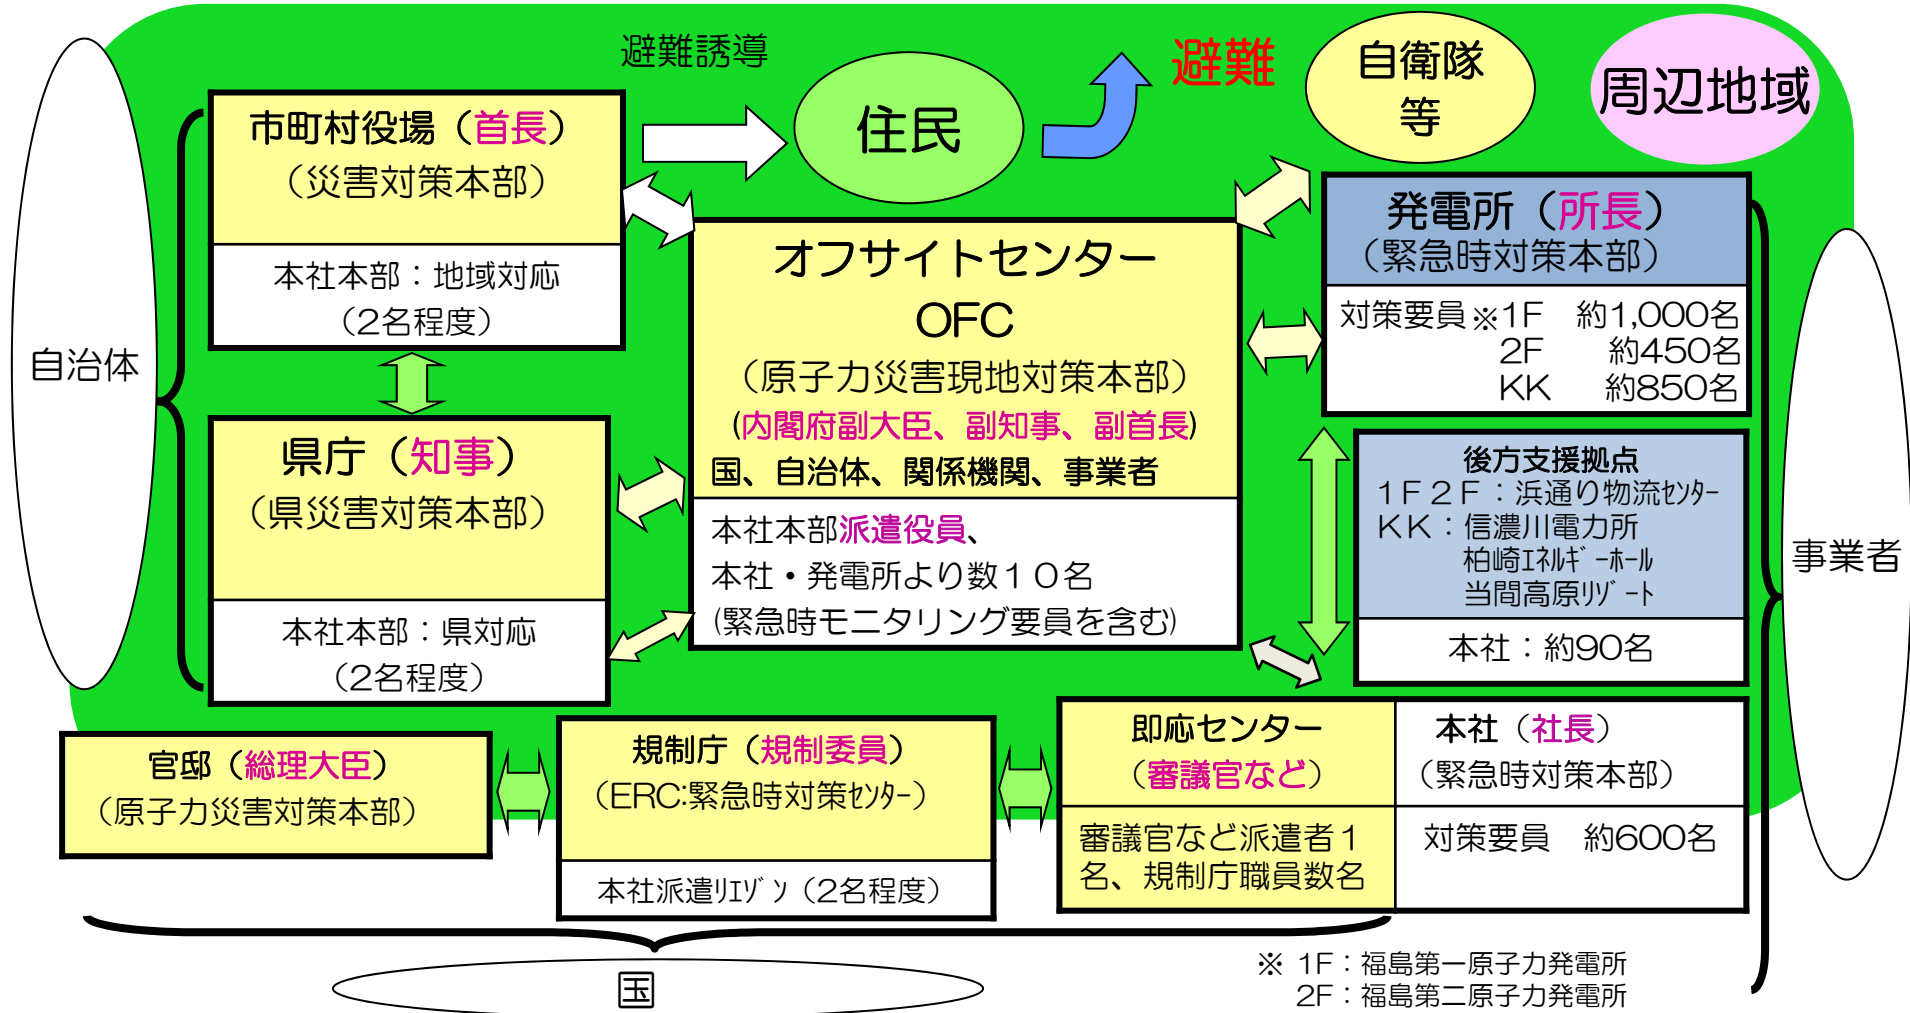 避難誘導
住民
避難
自衛隊
等
周辺地域
自治体
市町村役場（首長）
（災害対策本部）
本社本部：地域対応
（2名程度）
県庁（知事）
（県災害対策本部）
本社本部：県対応
（2名程度）
オフサイトセンター
OFC
（原子力災害現地対策本部）
(内閣府副大臣、副知事、副首長)
国、自治体、関係機関、事業者
本社本部派遣役員、
本社・発電所より数１０名
(緊急時モニタリング要員を含む)
発電所（所長）
（緊急時対策本部）
対策要員※1F　約1,000名
2F　約450名
KK　約850名
後方支援拠点
１Ｆ２Ｆ：浜通り物流ｾﾝﾀｰ
ＫＫ：信濃川電力所
柏崎ｴﾈﾙｷﾞｰﾎｰﾙ
当間高原ﾘｿﾞｰﾄ
本社：約90名
事業者
官邸（総理大臣）
（原子力災害対策本部）
規制庁（規制委員）
（ERC:緊急時対策ｾﾝﾀｰ）
本社派遣ﾘｴｿﾞﾝ（2名程度）
即応センター
（審議官など）
審議官など派遣者１
名、規制庁職員数名
本社（社長）
（緊急時対策本部）
対策要員　約600名
国
※ 1F：福島第一原子力発電所
2F：福島第二原子力発電所